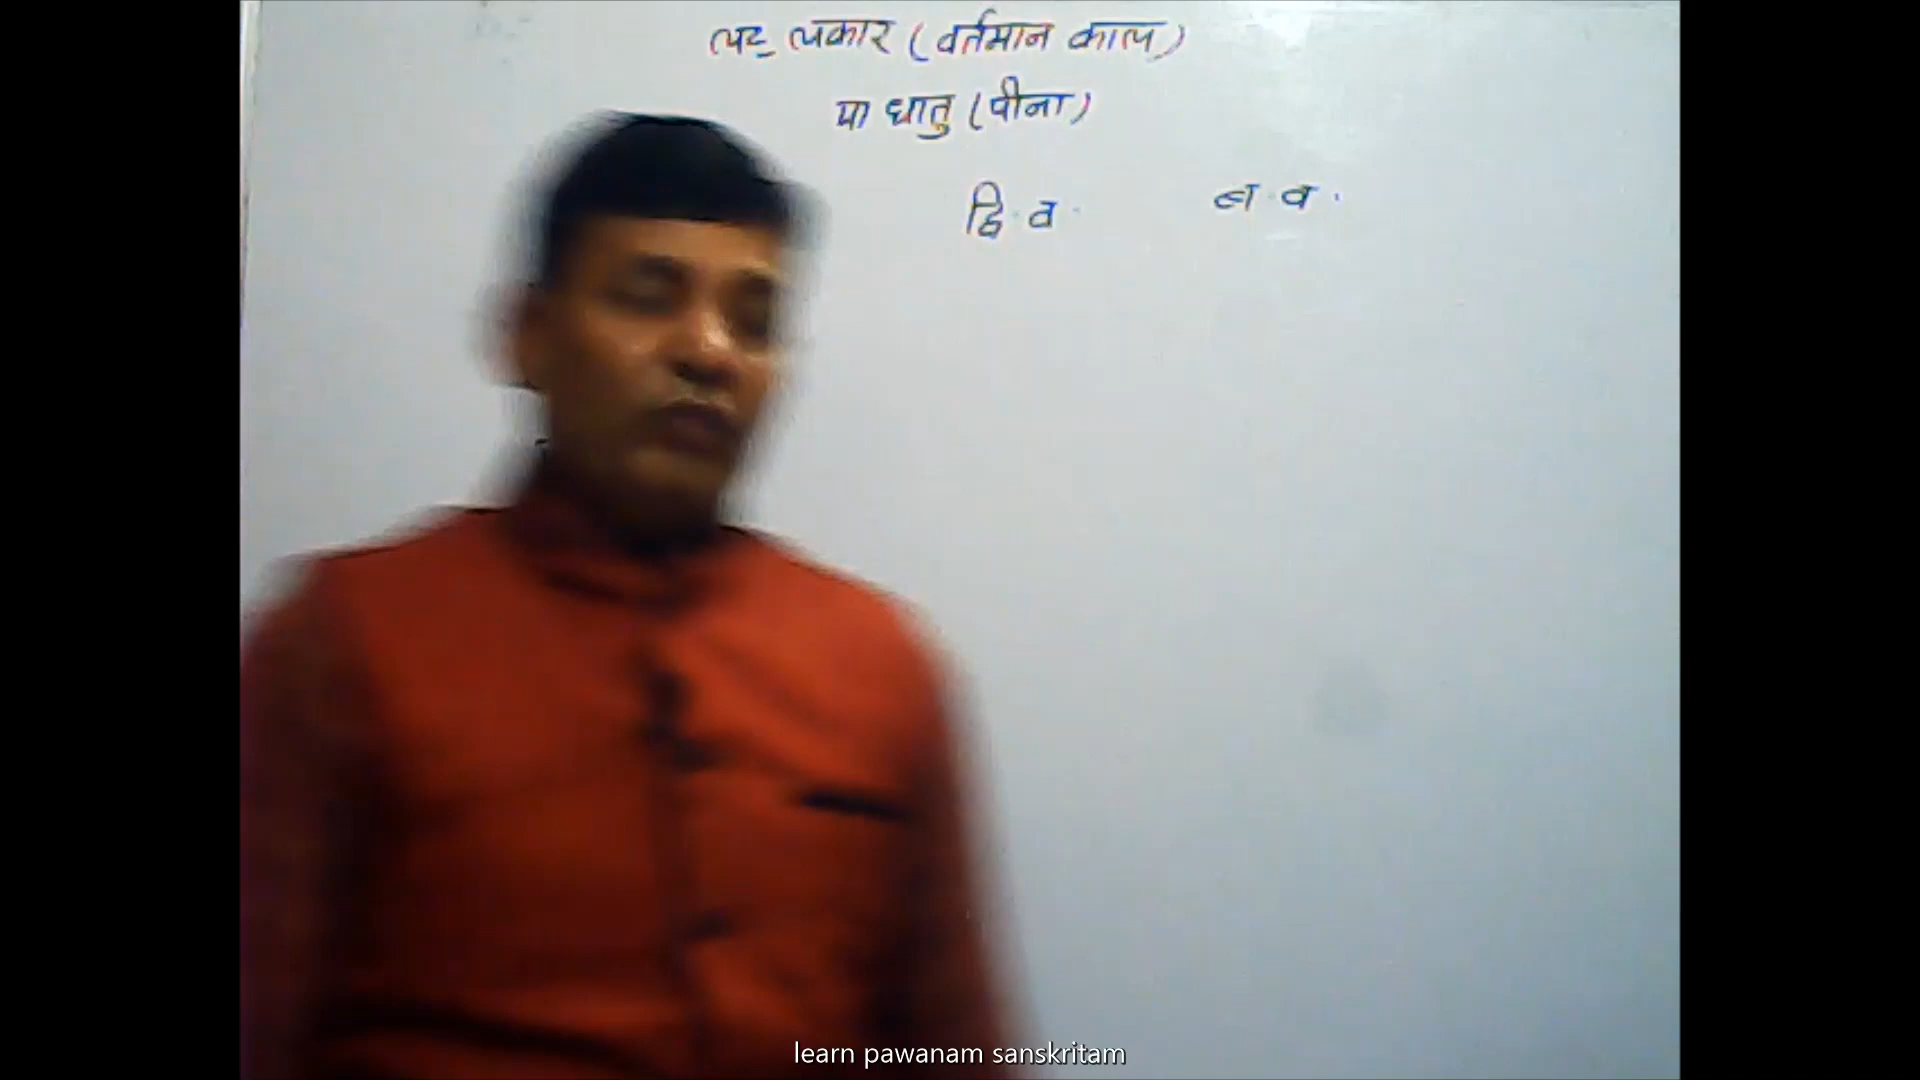 लट् लकार (वर्तमान काल)
पा धातु (पीना)
द्वि.व. ब.व.
learn pawanam sanskritam